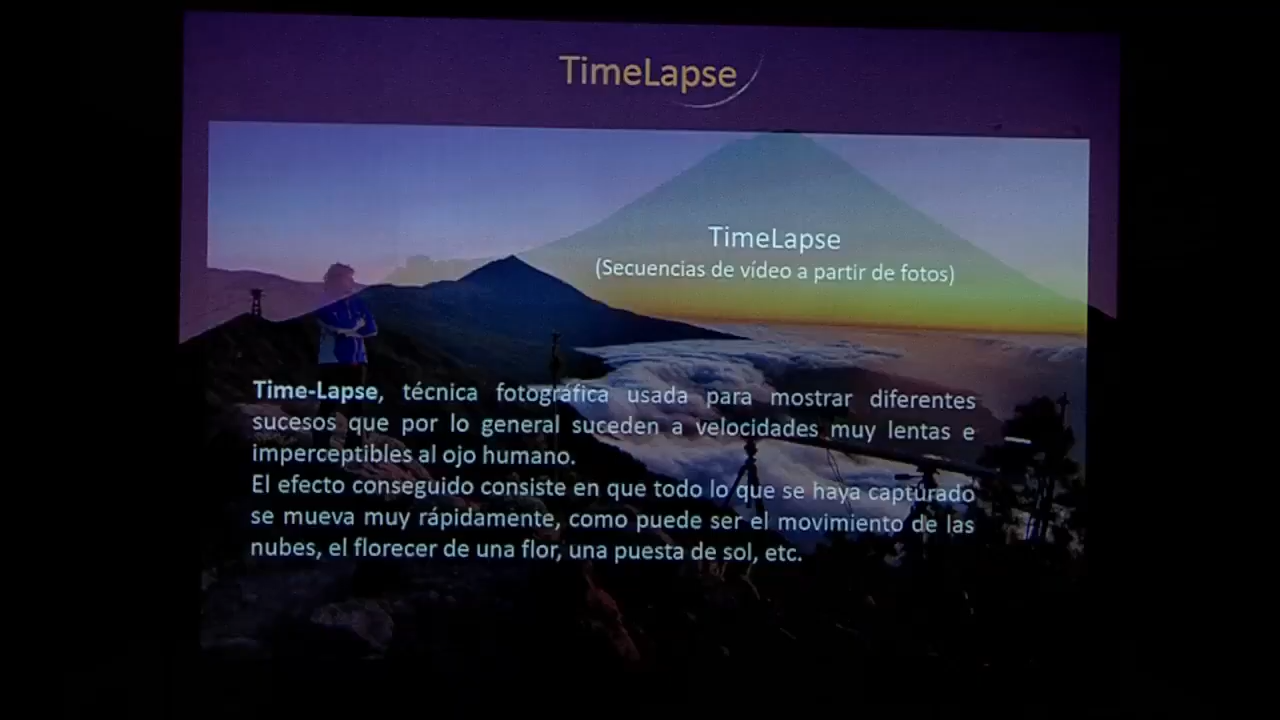 TimeLapse
TimeLapse
(Secuencias de vídeo a partir de fotos)
Time-Lapse, técnica fotográfica usada para mostrar diferentes
sucesos que por lo general suceden a velocidades muy lentas e
imperceptibles al ojo humano.
El efecto conseguido consiste en que todo lo que se haya capturado
se mueva muy rápidamente, como puede ser el movimiento de las
nubes, el florecer de una flor, una puesta de sol, etc.